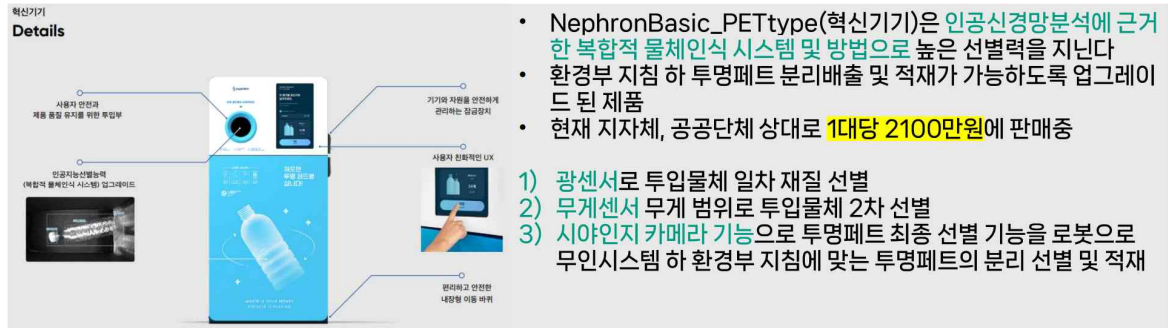 혁신기기
Details
사용자 안전과
제품 품질 유지를 위한 투입부
인공지능선별능력
(복합적 물체인식 시스템) 업그레이드
기기와 자원을 안전하게
관리하는 잠금장치
사용자 친화적인 UX
편리하고 안전한
내장형 이동 바퀴
• NephronBasic_PETtype(혁신기기)은 인공신경망분석에 근거
한 복합적 물체인식 시스템 및 방법으로 높은 선별력을 지닌다
• 환경부 지침 하 투명페트 분리배출 및 적재가 가능하도록 업그레이
드 된 제품
• 현재 지자체, 공공단체 상대로 1대당 2100만원에 판매중
1) 광센서로 투입물체 일차 재질 선별
2) 무게센서 무게 범위로 투입물체 2차 선별
3) 시야인지 카메라 기능으로 투명페트 최종 선별 기능을 로봇으로
무인시스템 하 환경부 지침에 맞는 투명페트의 분리 선별 및 적재